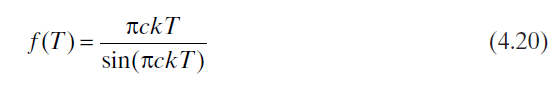 f(T) = πckT / sin(πckT) (4.20)